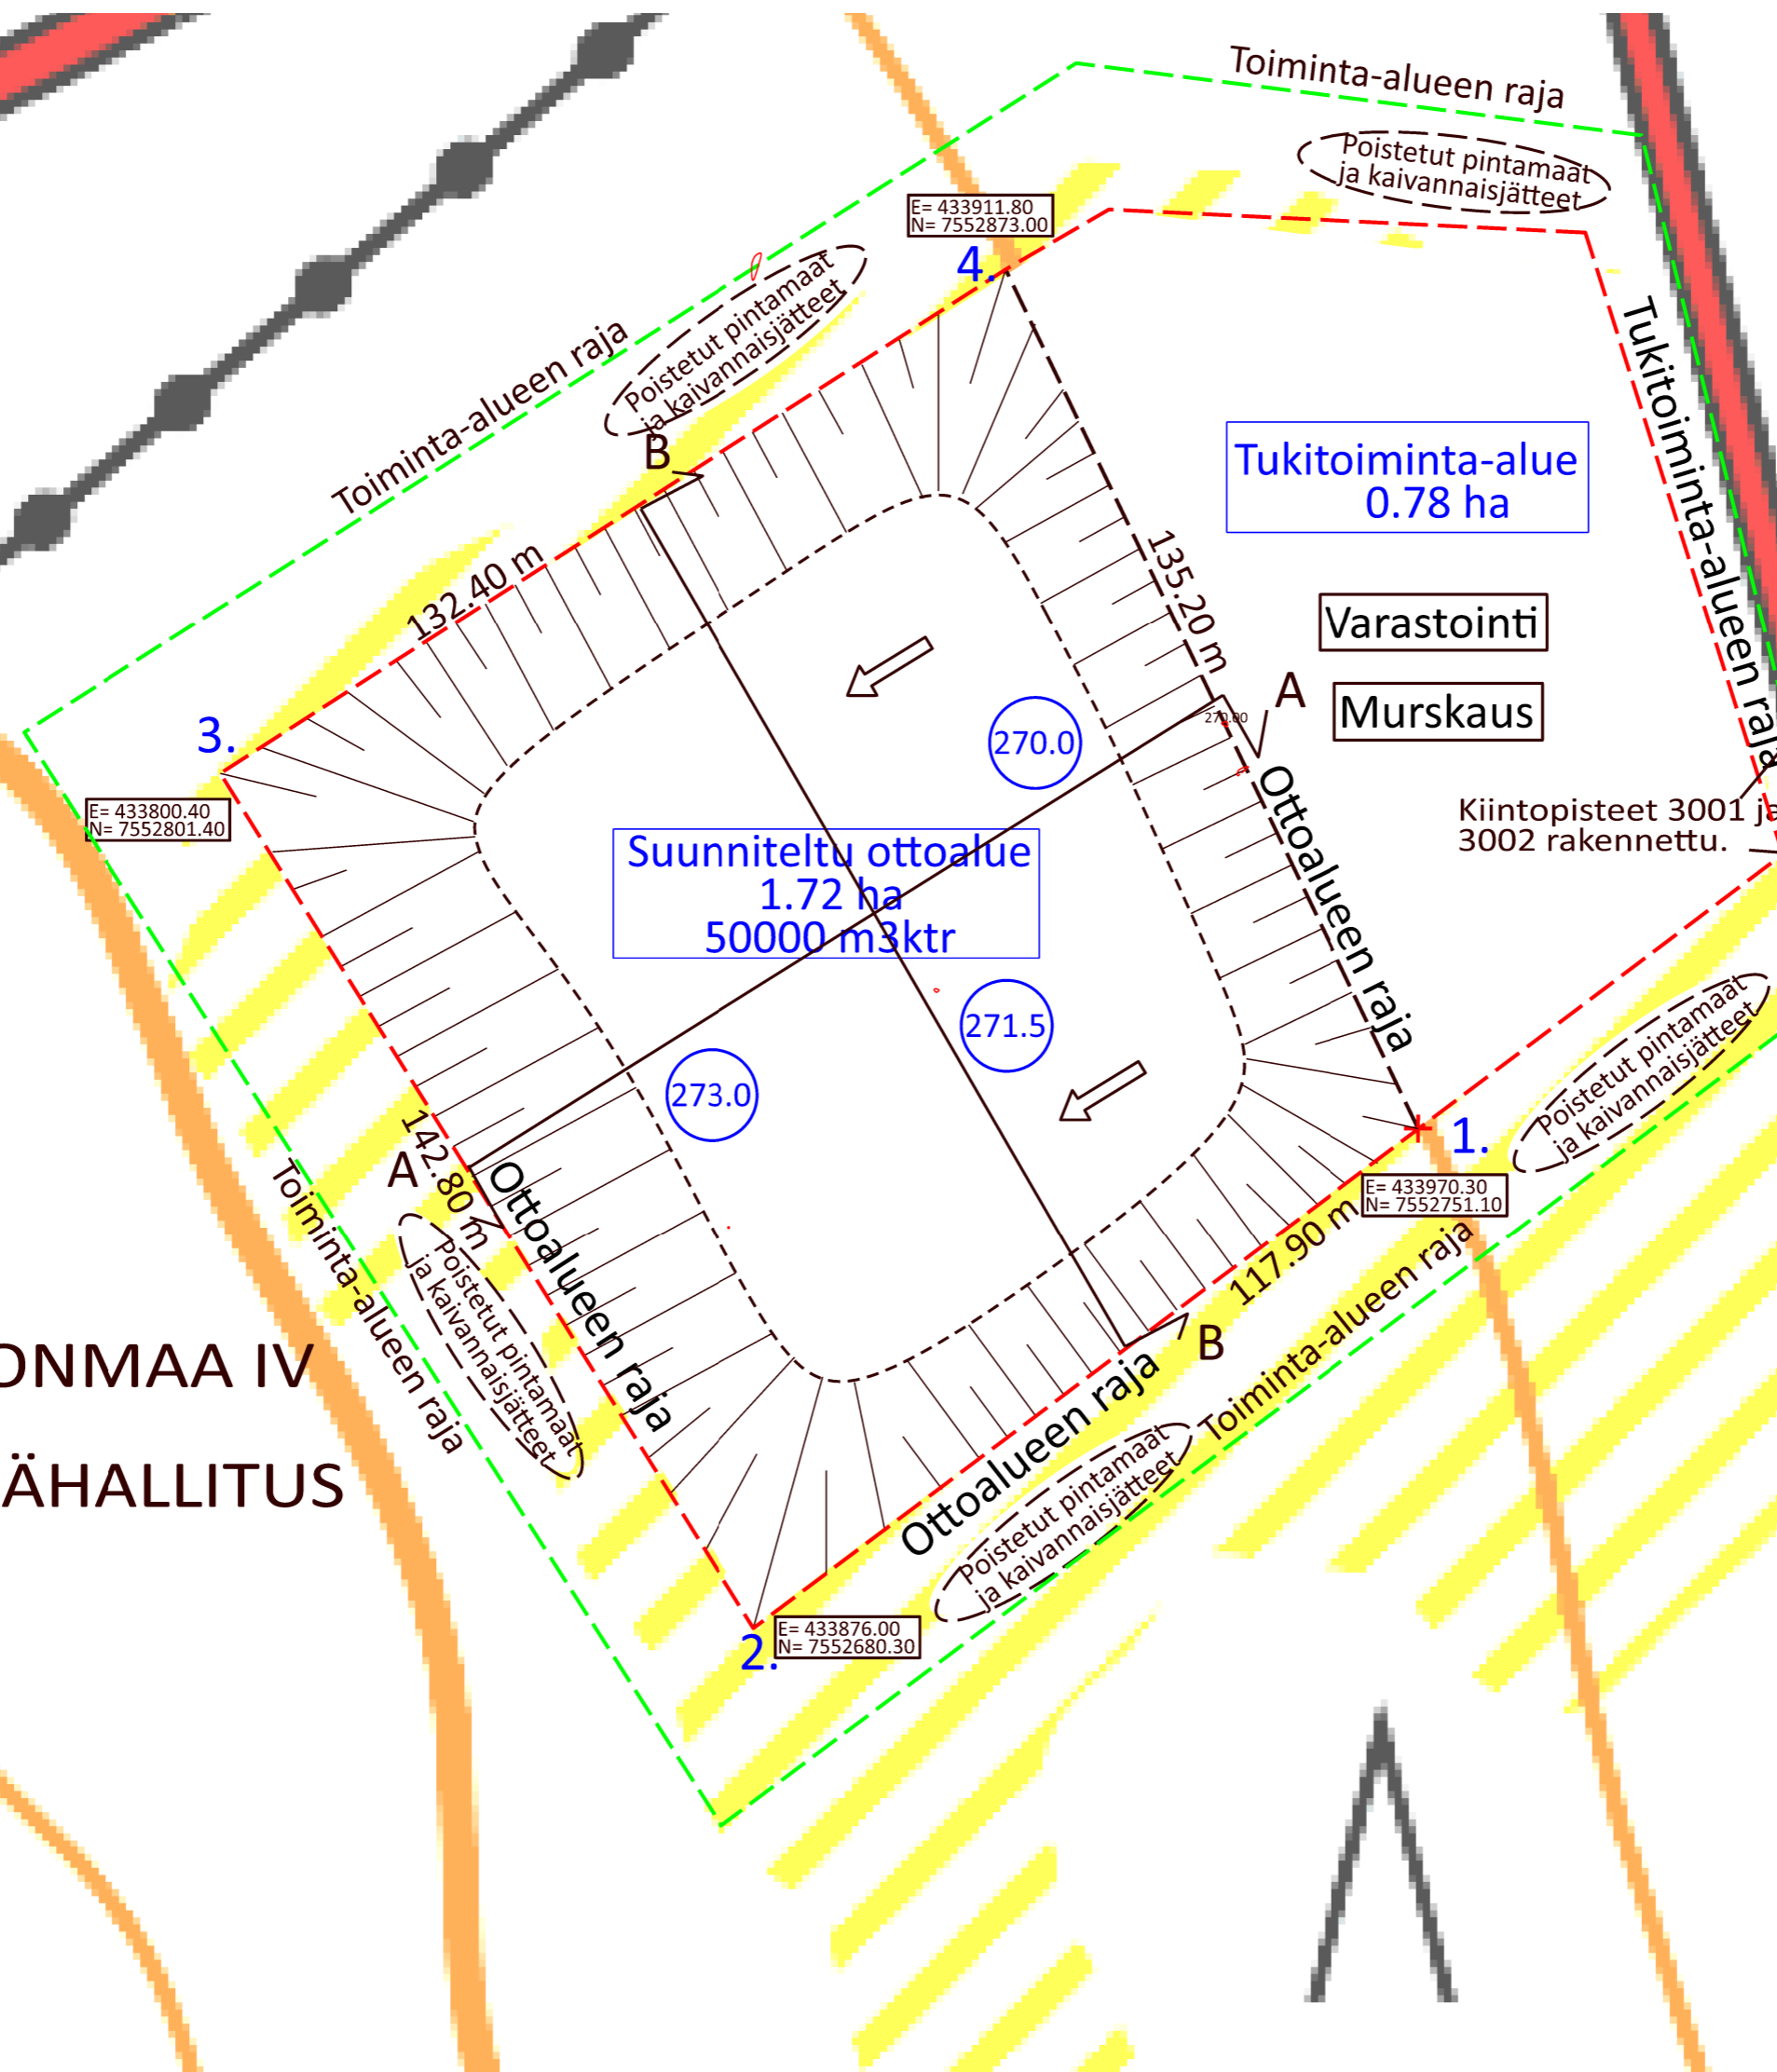 Toiminta-alueen raja
Poistetut pintamaat
ja kaivannaisjätteet
E= 433911.80
N= 7552873.00
4.
Poistetut pintamaat
ja kaivannaisjätteet
Toiminta-alueen raja
Tukitoiminta-alueen raja
B
Tukitoiminta-alue
0.78 ha
132.40 m
135.20 m
Varastointi
Murskaus
A
270.00
270.0
3.
E= 433800.40
N= 7552801.40
Kiintopisteet 3001 ja
3002 rakennettu.
Suunniteltu ottoalue
1.72 ha
50000 m3ktr
Ottoalueen raja
271.5
273.0
Poistetut pintamaat
ja kaivannaisjätteet
1.
E= 433970.30
N= 7552751.10
142.80 m
A
Ottoalueen raja
Toiminta-alueen raja
Poistetut pintamaat
ja kaivannaisjätteet
117.90 m
B
Toiminta-alueen raja
Ottoalueen raja
Poistetut pintamaat
ja kaivannaisjätteet
ONMAA IV
ÄHALLITUS
2.
E= 433876.00
N= 7552680.30